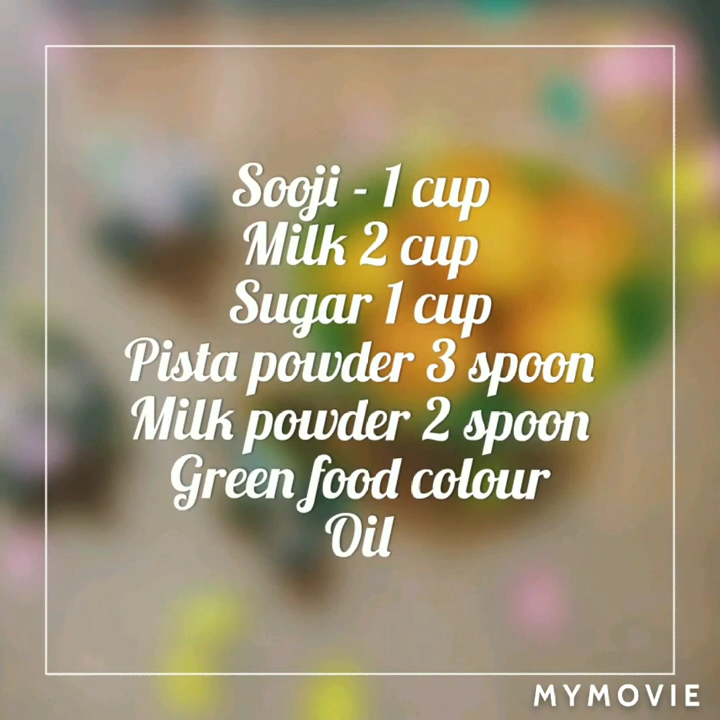 Sooji - 1 cup
Milk 2 cup
Sugar 1 cup
Pista powder 3 spoon
Milk powder 2 spoon
Green food colour
Oil
MYMOVIE